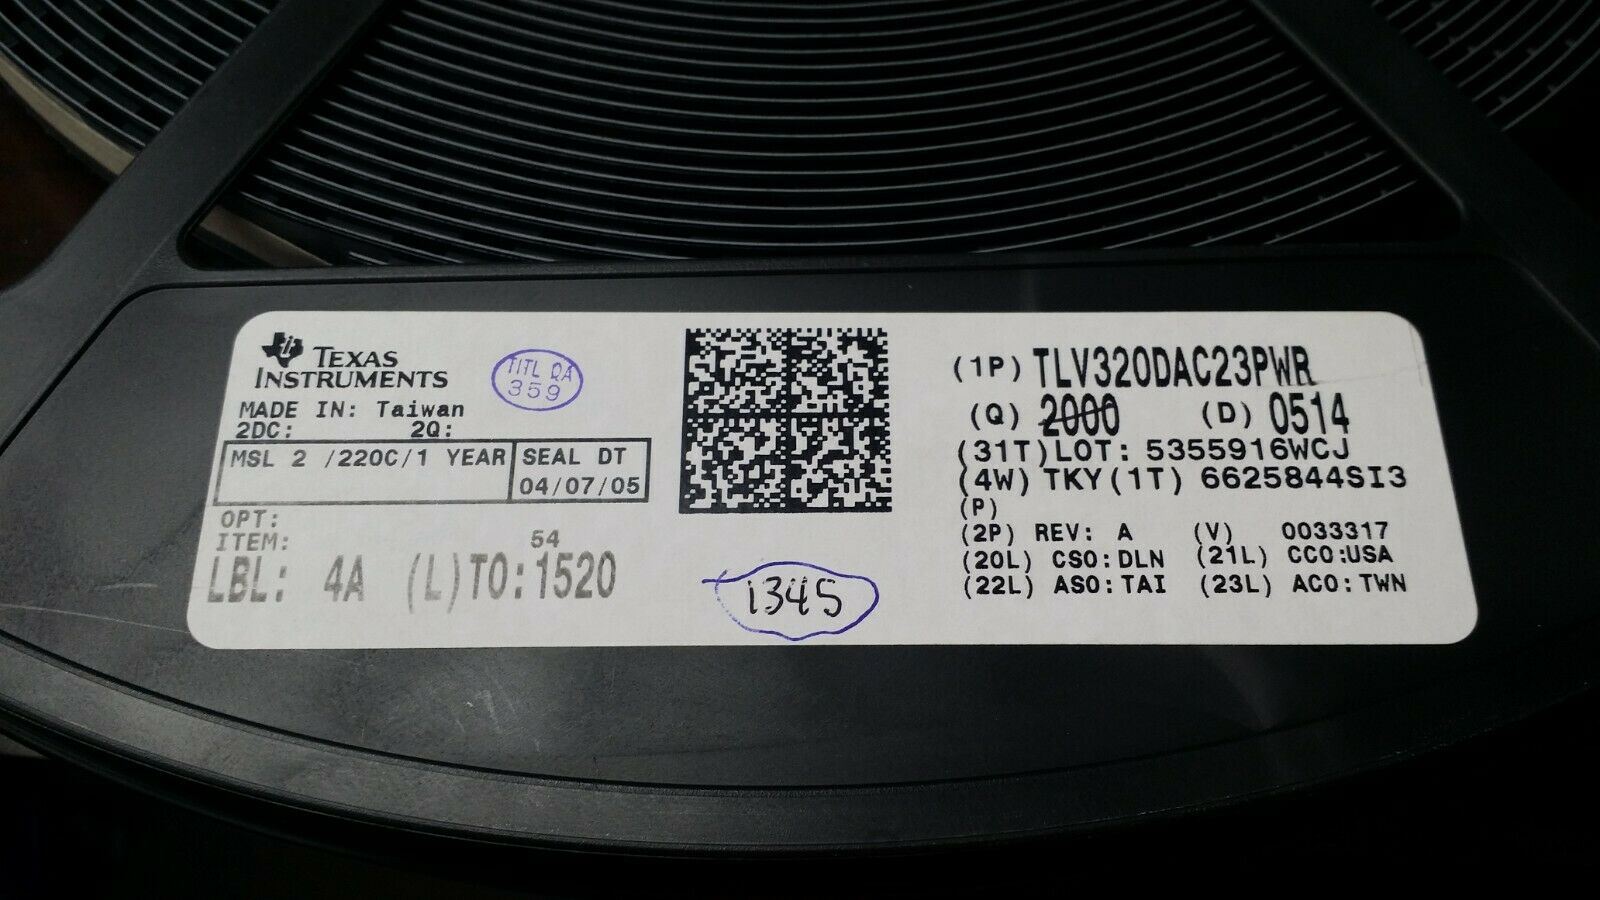 TEXAS
INSTRUMENTS
TITL QA
359
MADE IN: Taiwan
2DC: 2Q:
MSL 2 /220C/1 YEAR
SEAL DT
04/07/05
OPT:
ITEM:
54
LBL: 4A (L)TO:1520
1345
(1P) TLV320DAC23PWR
(Q) 2000 (D) 0514
(31T)LOT: 5355916WCJ
(4W) TKY(1T) 6625844SI3
(P)
(2P) REV: A (V) 0033317
(20L) CSO:DLN (21L) CCO:USA
(22L) ASO:TAI (23L) ACO:TWN